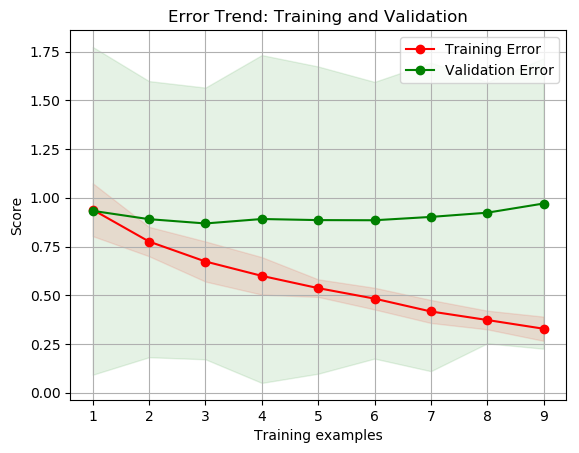 Error Trend: Training and Validation
Training Error
Validation Error
1.75
1.50
1.25
1.00
0.75
0.50
0.25
0.00
Score
1 2 3 4 5 6 7 8 9
Training examples